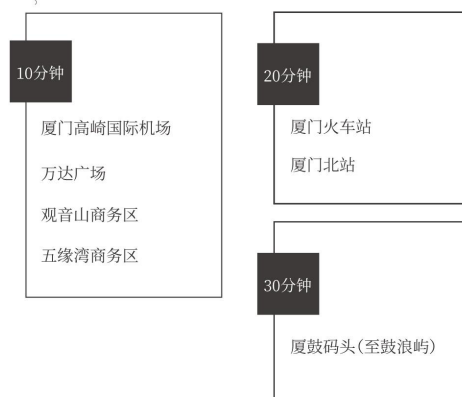 10分钟
厦门高崎国际机场
万达广场
观音山商务区
五缘湾商务区
20分钟
厦门火车站
厦门北站
30分钟
厦鼓码头(至鼓浪屿)